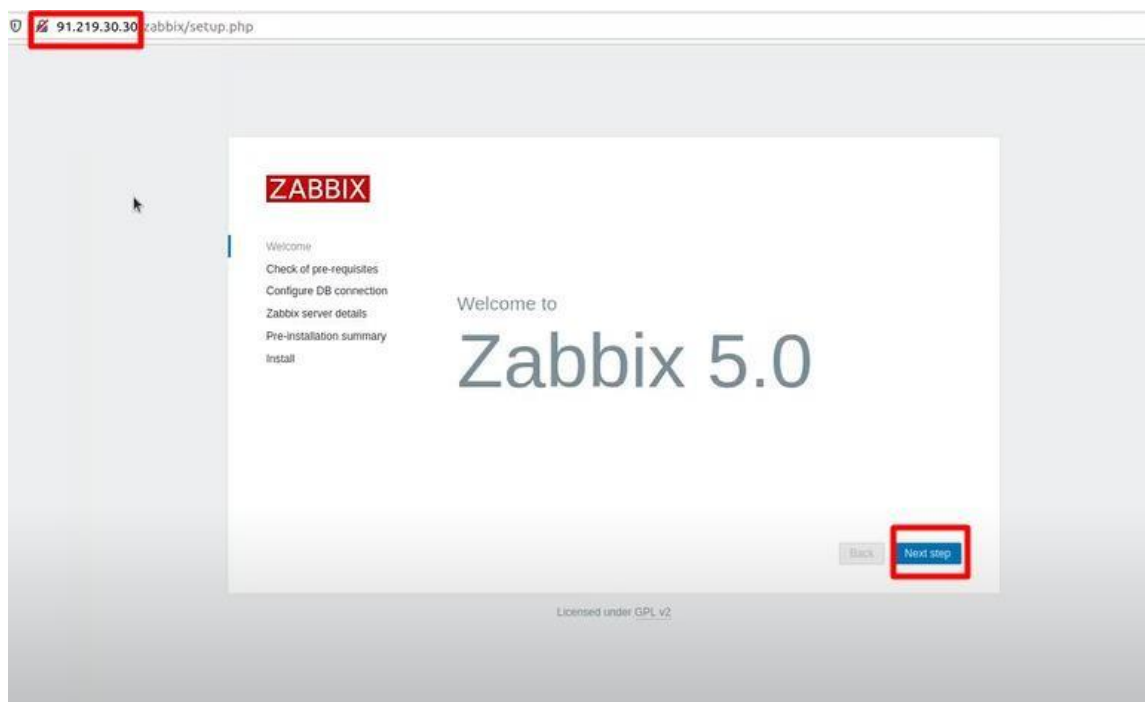 91.219.30.30/zabbix/setup.php
ZABBIX
Welcome
Check of pre-requisites
Configure DB connection
Zabbix server details
Pre-installation summary
Install
Welcome to
Zabbix 5.0
Back Next step
Licensed under GPL v2